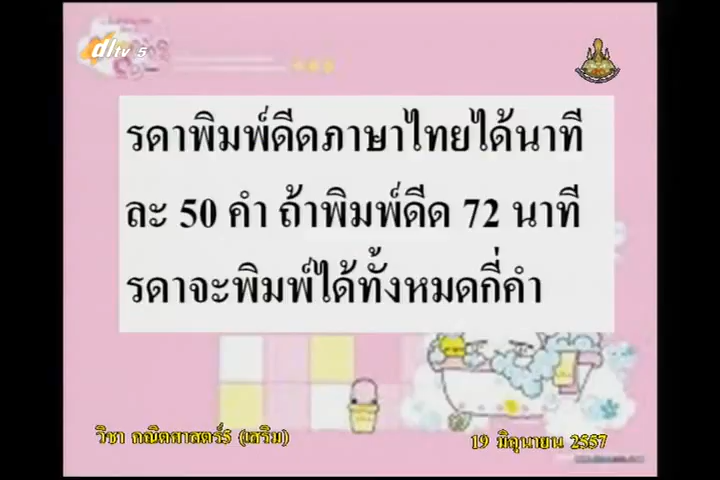 dltv 5
รดาพิมพ์ดีดภาษาไทยได้นาที
ละ 50 คำ ถ้าพิมพ์ดีด 72 นาที
รดาจะพิมพ์ได้ทั้งหมดกี่คำ
วิชา คณิตศาสตร์5 (เสริม)
19 มิถุนายน 2557